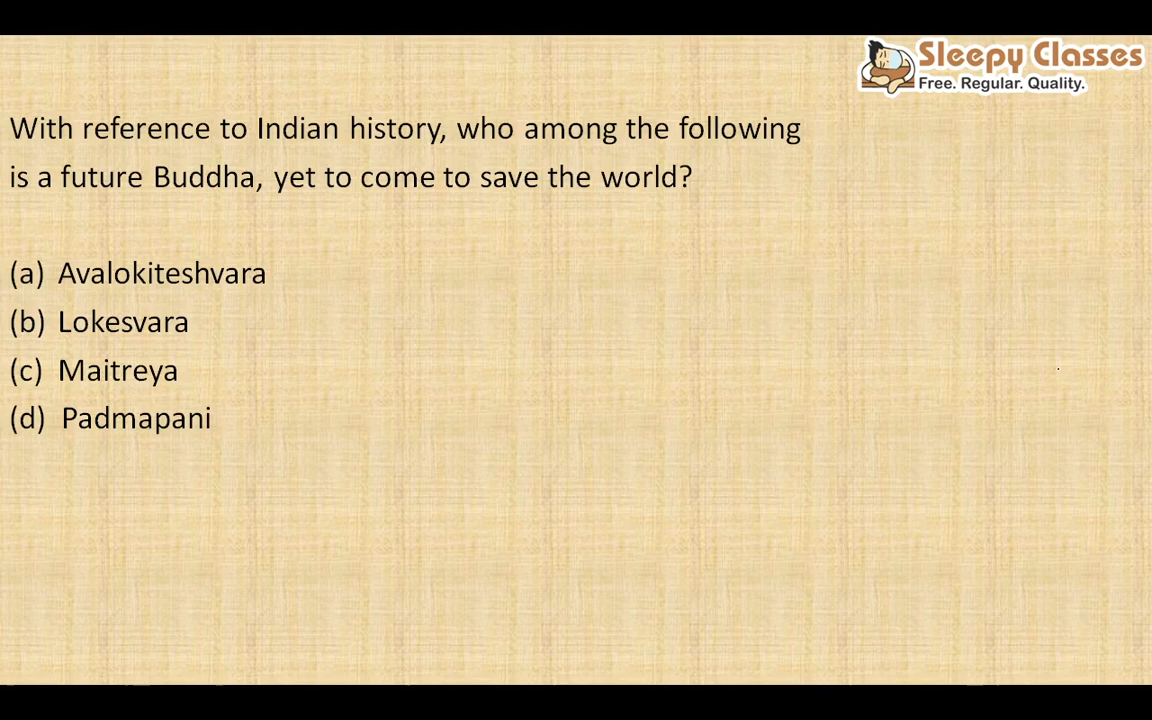 Sleepy Classes
Free. Regular. Quality.
With reference to Indian history, who among the following
is a future Buddha, yet to come to save the world?
(a) Avalokiteshvara
(b) Lokesvara
(c) Maitreya
(d) Padmapani